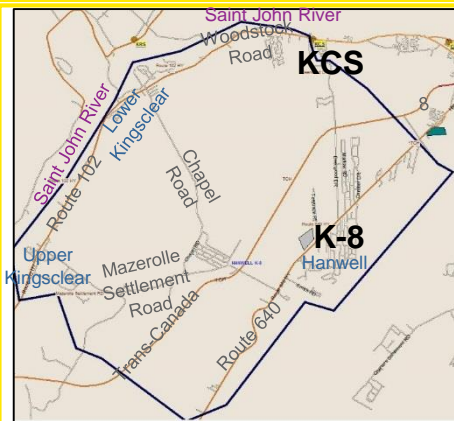 Saint John River
Woodstock
Road
KCS
8
Lower
Kingsclear
Saint John River
Route 102
Chapel
Road
Upper
Kingsclear
Mazerolle
Settlement
Road
K-8
Hanwell
Trans-Canada
Route 640